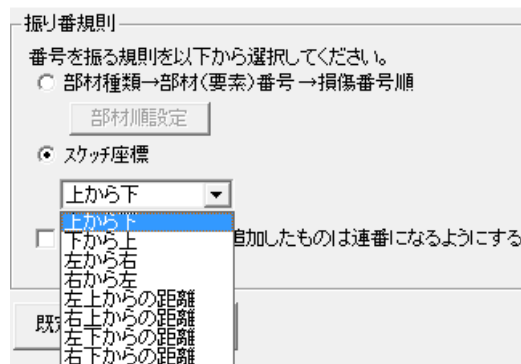 振り番規則
番号を振る規則を以下から選択してください。
部材種類→部材(要素)番号→損傷番号順
部材順設定
スケッチ座標
上から下
上から下
下から上
追加したものは連番になるようにする
左から右
右から左
左上からの距離
右上からの距離
既
左下からの距離
右下からの距離